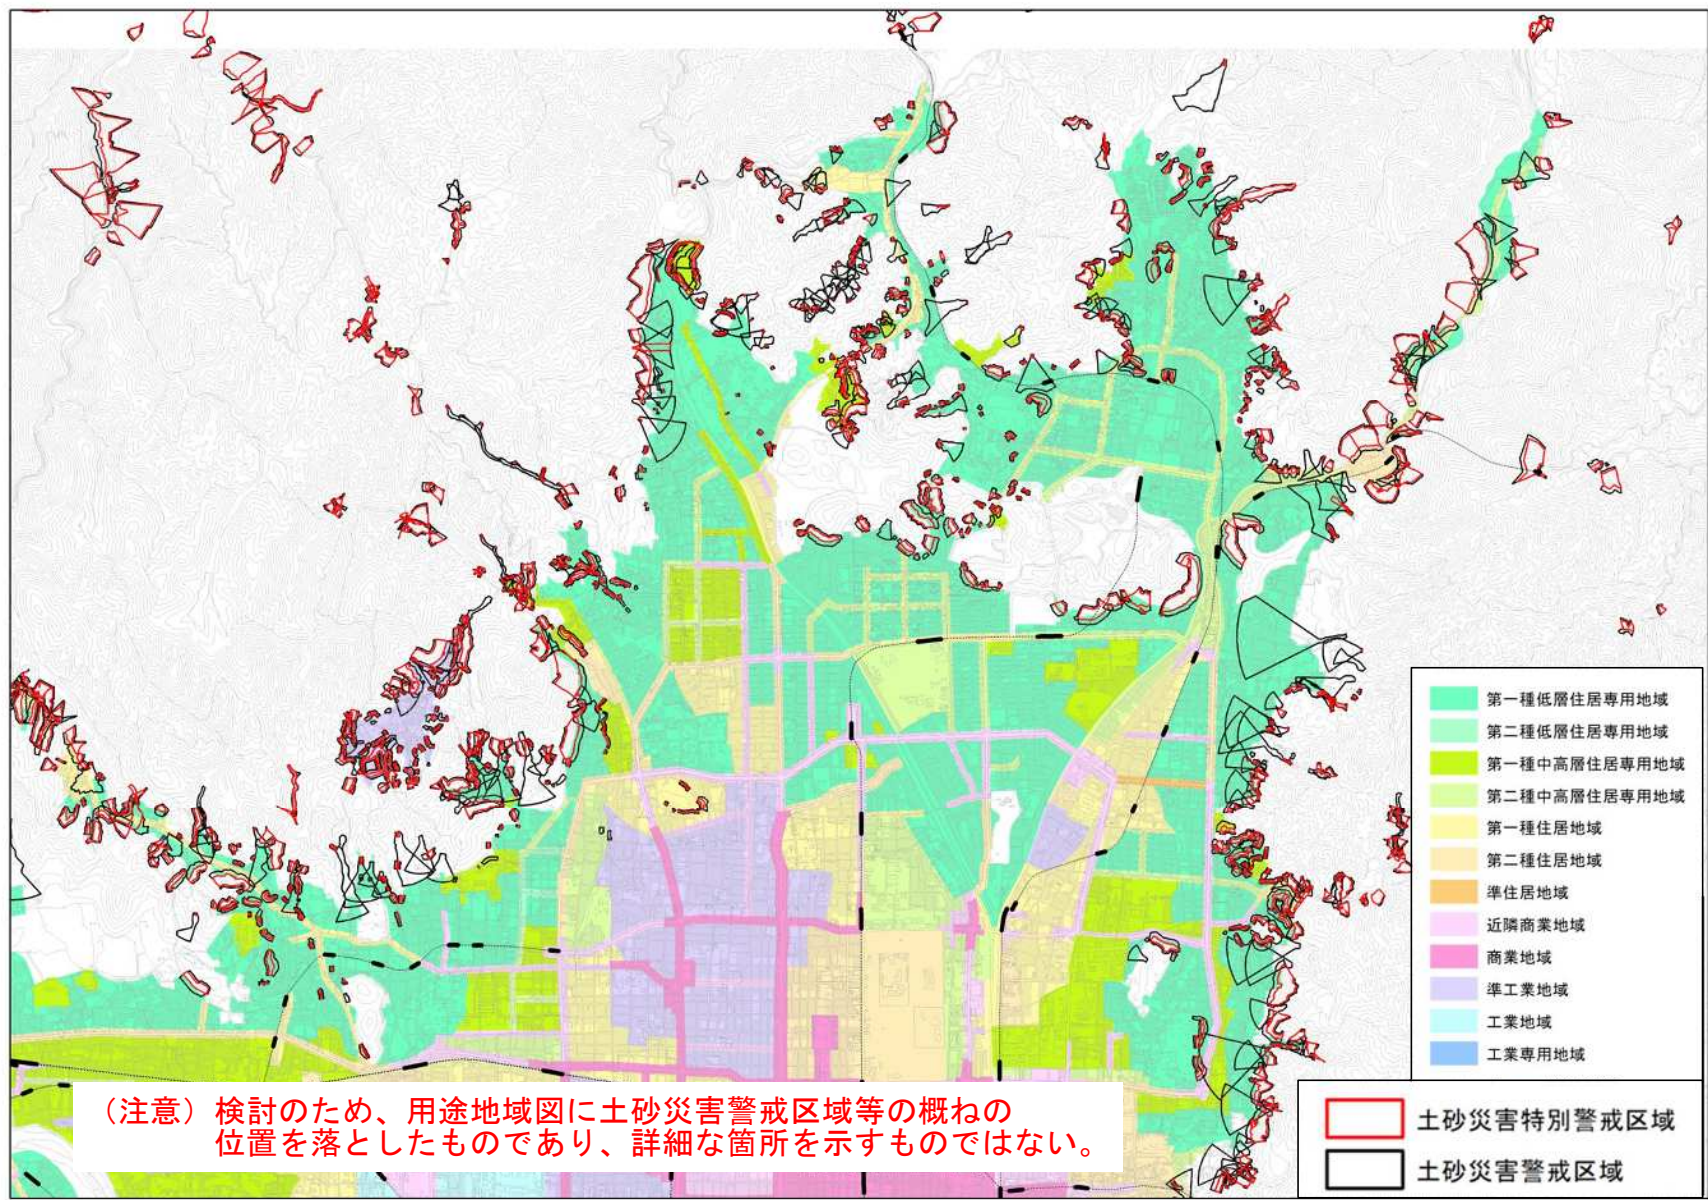 第一種低層住居専用地域
第二種低層住居専用地域
第一種中高層住居専用地域
第二種中高層住居専用地域
第一種住居地域
第二種住居地域
準住居地域
近隣商業地域
商業地域
準工業地域
工業地域
工業専用地域
（注意）検討のため、用途地域図に土砂災害警戒区域等の概ねの
位置を落としたものであり、詳細な箇所を示すものではない。
土砂災害特別警戒区域
土砂災害警戒区域